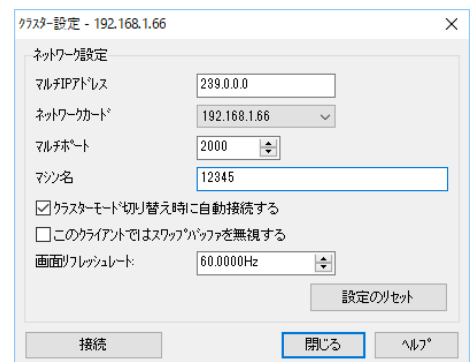 クラスター設定 - 192.168.1.66
ネットワーク設定
マルチIPアドレス 239.0.0.0
ネットワークカード 192.168.1.66
マルチポート 2000
マシン名 12345
クラスターモード切り替え時に自動接続する
このクライアントではスワップバッファを無視する
画面リフレッシュレート: 60.0000Hz
設定のリセット
接続 閉じる ヘルプ